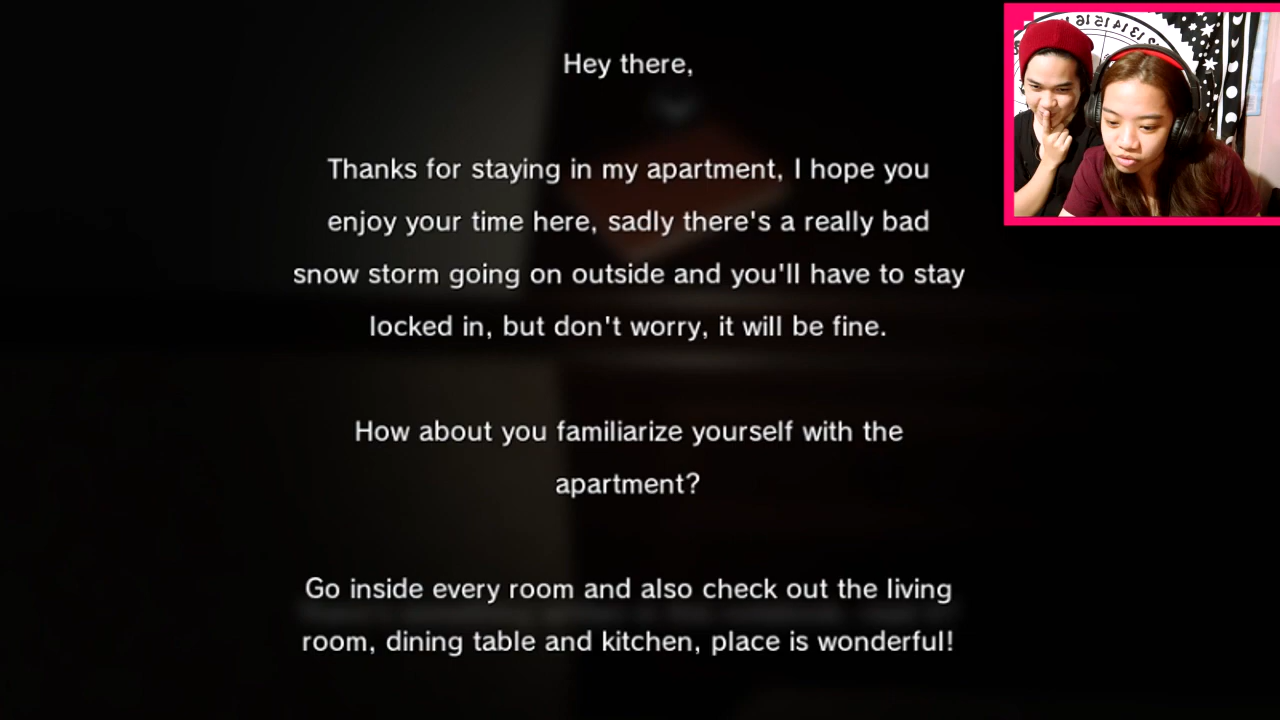 Hey there,
Thanks for staying in my apartment, I hope you
enjoy your time here, sadly there's a really bad
snow storm going on outside and you'll have to stay
locked in, but don't worry, it will be fine.
How about you familiarize yourself with the
apartment?
Go inside every room and also check out the living
room, dining table and kitchen, place is wonderful!